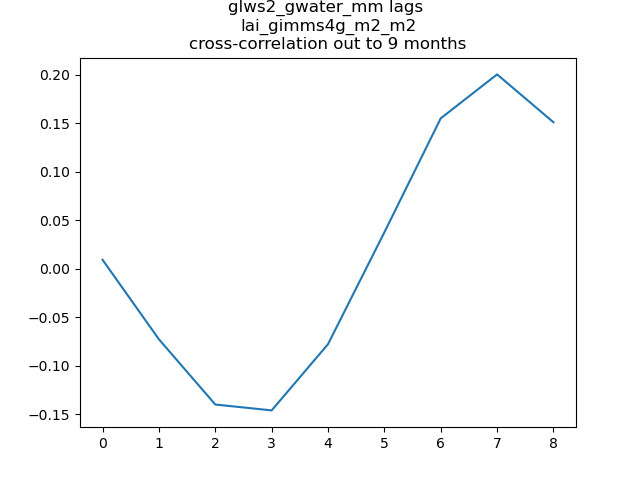 glws2_gwater_mm lags
lai_gimms4g_m2_m2
cross-correlation out to 9 months
0.20
0.15
0.10
0.05
0.00
−0.05
−0.10
−0.15
0 1 2 3 4 5 6 7 8